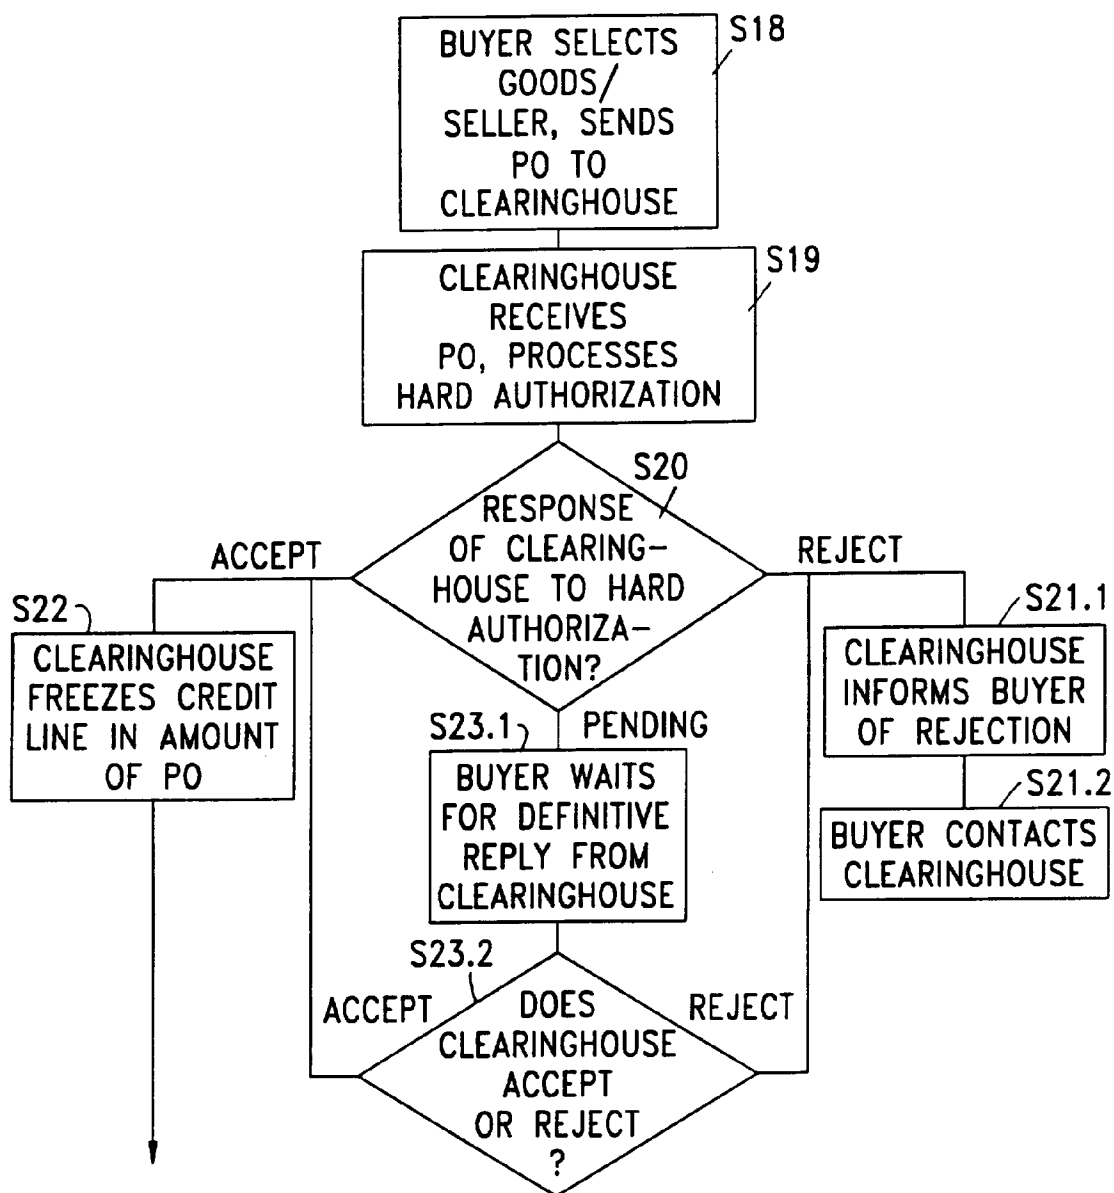 BUYER SELECTS
GOODS/
SELLER, SENDS
PO TO
CLEARINGHOUSE
S18
CLEARINGHOUSE
RECEIVES
PO, PROCESSES
HARD AUTHORIZATION
S19
S20
RESPONSE
OF CLEARING-
HOUSE TO HARD
AUTHORIZA-
TION?
ACCEPT
REJECT
S22
CLEARINGHOUSE
FREEZES CREDIT
LINE IN AMOUNT
OF PO
S21.1
CLEARINGHOUSE
INFORMS BUYER
OF REJECTION
S23.1
PENDING
BUYER WAITS
FOR DEFINITIVE
REPLY FROM
CLEARINGHOUSE
S21.2
BUYER CONTACTS
CLEARINGHOUSE
S23.2
ACCEPT
REJECT
DOES
CLEARINGHOUSE
ACCEPT
OR REJECT
?